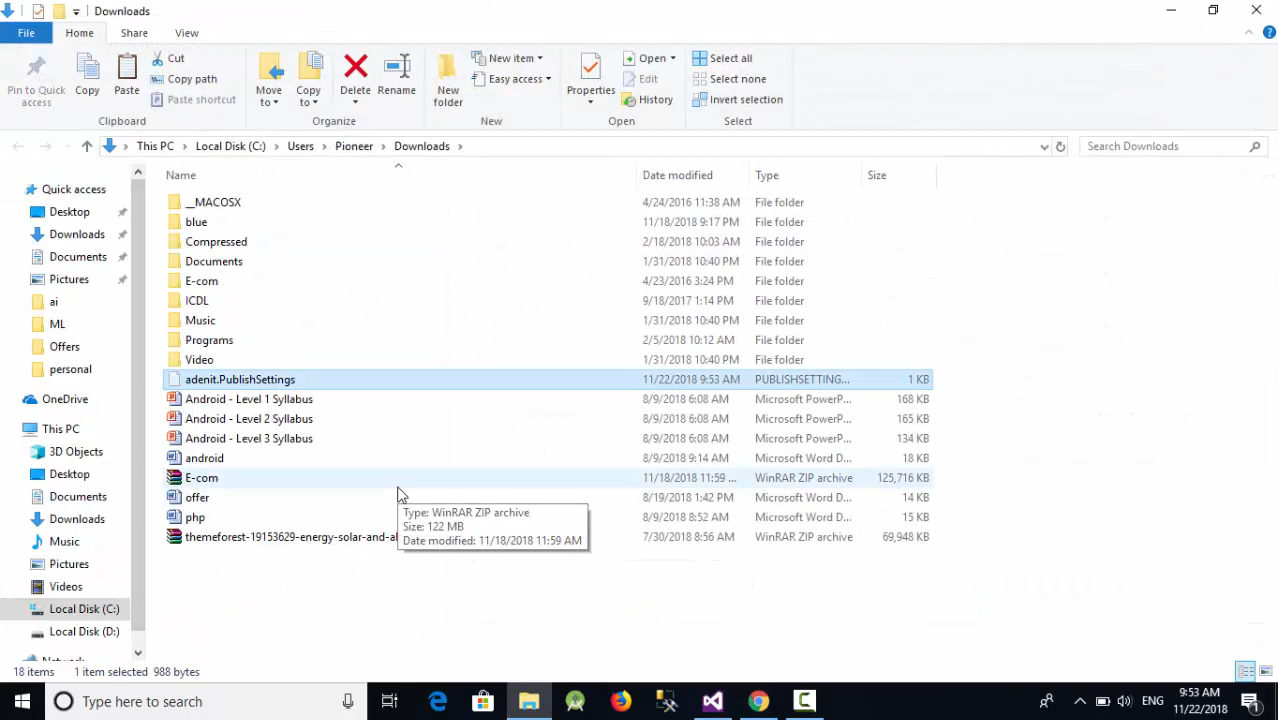 Downloads
File Home Share View
Pin to Quick access
Copy
Paste
Cut
Copy path
Paste shortcut
Clipboard
Move to
Copy to
Delete
Rename
Organize
New folder
New item
Easy access
New
Properties
Open
Edit
History
Open
Select all
Select none
Invert selection
Select
This PC Local Disk (C:) Users Pioneer Downloads
Search Downloads
Quick access
Desktop
Downloads
Documents
Pictures
ai
ML
Offers
personal
OneDrive
This PC
3D Objects
Desktop
Documents
Downloads
Music
Pictures
Videos
Local Disk (C:)
Local Disk (D:)
Name Date modified Type Size
__MACOSX 4/24/2016 11:38 AM File folder
blue 11/18/2018 9:17 PM File folder
Compressed 2/18/2018 10:03 AM File folder
Documents 1/31/2018 10:40 PM File folder
E-com 4/23/2016 3:24 PM File folder
ICDL 9/18/2017 1:14 PM File folder
Music 1/31/2018 10:40 PM File folder
Programs 2/5/2018 10:12 AM File folder
Video 1/31/2018 10:40 PM File folder
adenit.PublishSettings 11/22/2018 9:53 AM PUBLISHSETTING... 1 KB
Android - Level 1 Syllabus 8/9/2018 6:08 AM Microsoft PowerP... 168 KB
Android - Level 2 Syllabus 8/9/2018 6:08 AM Microsoft PowerP... 165 KB
Android - Level 3 Syllabus 8/9/2018 6:08 AM Microsoft PowerP... 134 KB
android 8/9/2018 9:14 AM Microsoft Word D... 18 KB
E-com 11/18/2018 11:59 ... WinRAR ZIP archive 125,716 KB
offer 8/19/2018 1:42 PM Microsoft Word D... 14 KB
php 8/9/2018 8:52 AM Microsoft Word D... 15 KB
themeforest-19153629-energy-solar-and-al 7/30/2018 8:56 AM WinRAR ZIP archive 69,948 KB
Type: WinRAR ZIP archive
Size: 122 MB
Date modified: 11/18/2018 11:59 AM
18 items 1 item selected 988 bytes
Type here to search
ENG
9:53 AM
11/22/2018
1